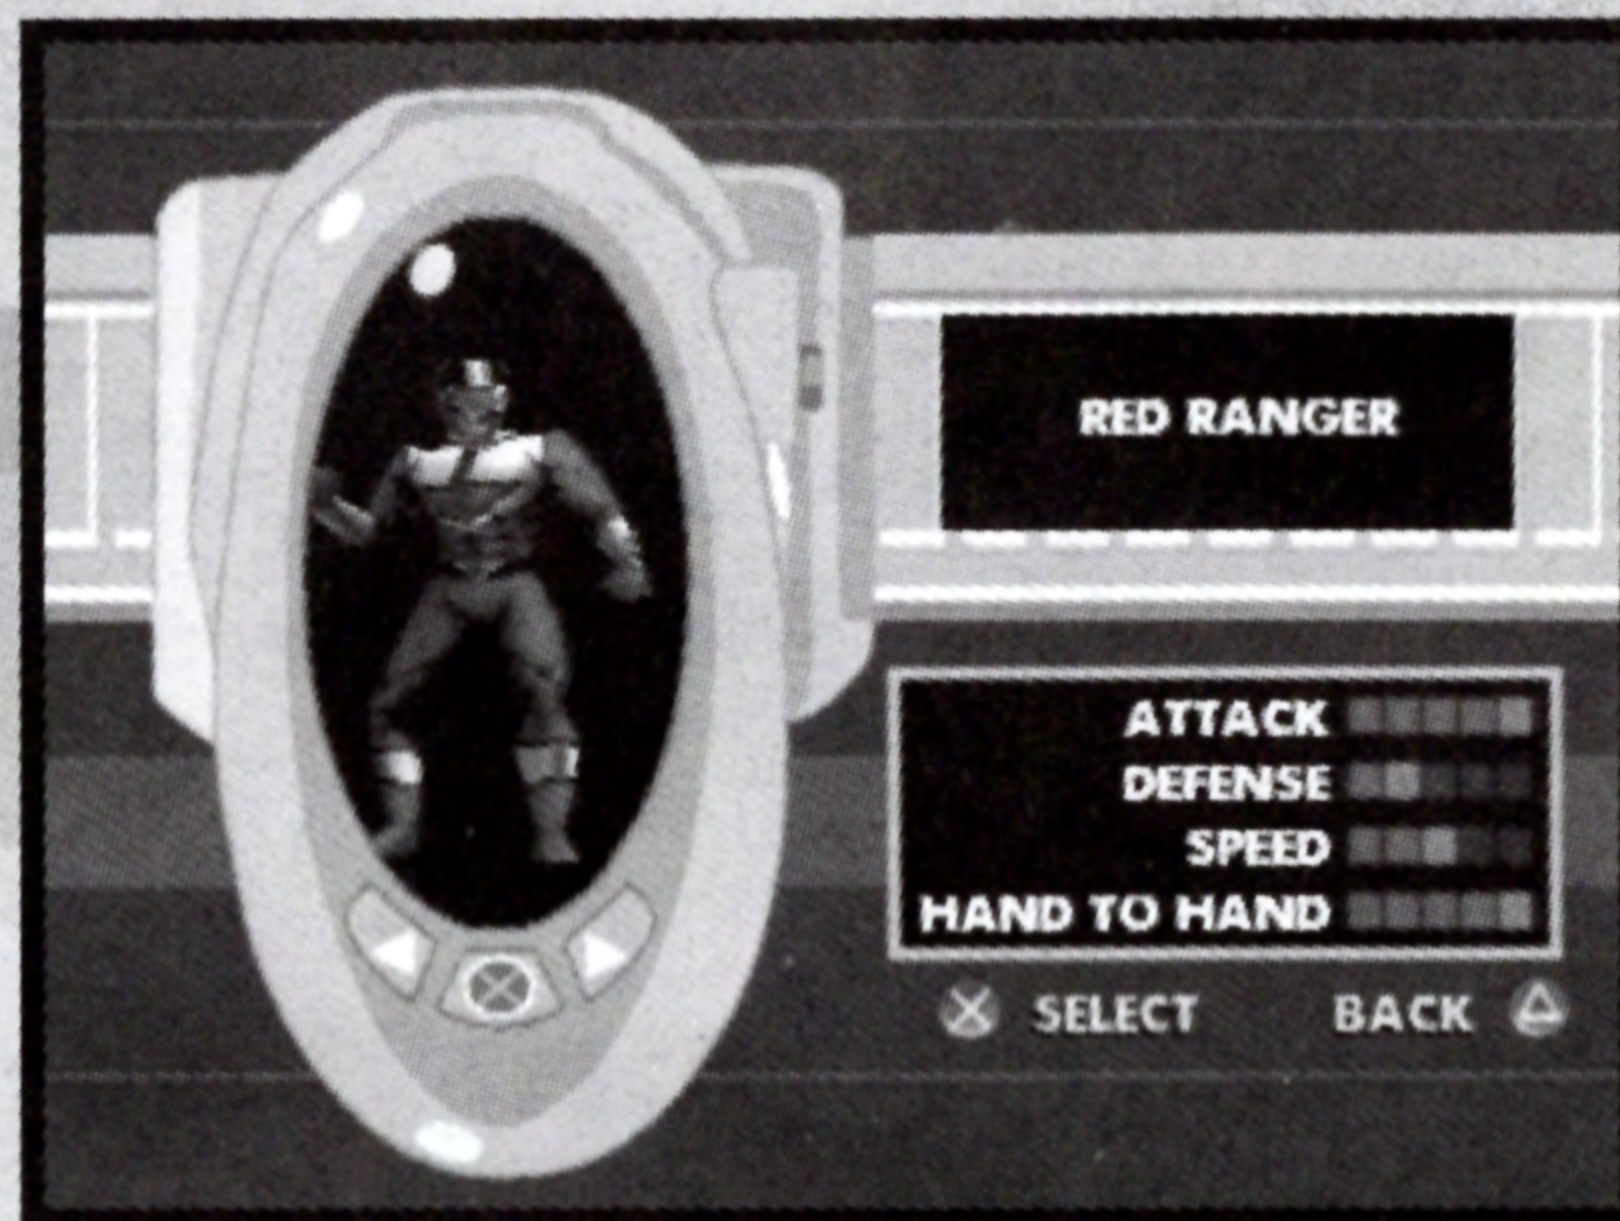 RED RANGER
ATTACK
DEFENSE
SPEED
HAND TO HAND
SELECT BACK